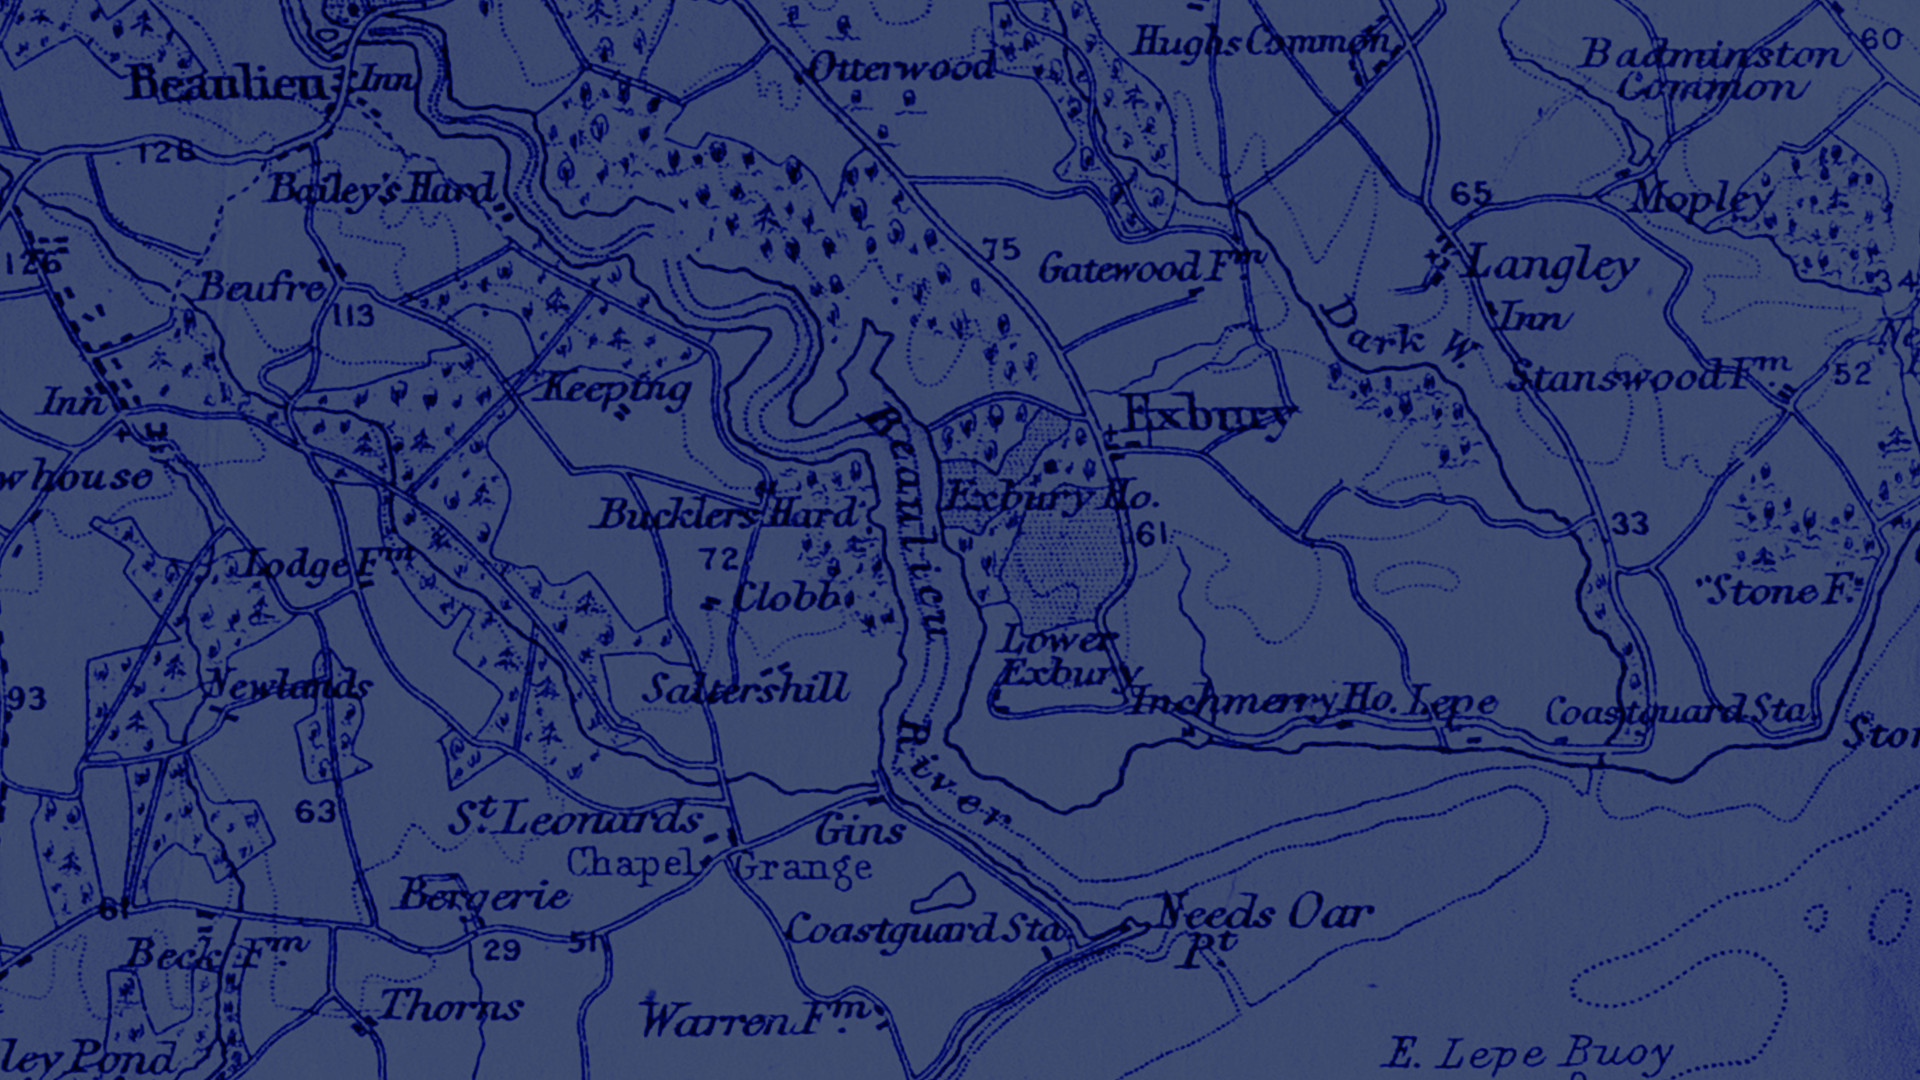 Otterwood
Hughs Common
Badminston
Common
60
Beaulieu
Inn
128
Bailey's Hard
65
Mopley
75
Gatewood Fm
Langley
Inn
126
Beufre
113
34
Dark W.
Stanswood Fm
52
Inn
Keeping
Exbury
Beaulieu
River
whouse
Bucklers Hard
Exbury Ho.
61
33
72
Lodge Fm
Clobb
Stone F.
Lower
Exbury
93
Newlands
Saltershill
Inchmerry Ho.
Lepe
Coastguard Sta.
Ston
63
St. Leonards
Gins
Chapel
Grange
Bergerie
61
29
51
Coastguard Sta.
Needs Oar
Pt
Beck Fm
Thorns
Warren Fm
ley Pond
E. Lepe Buoy